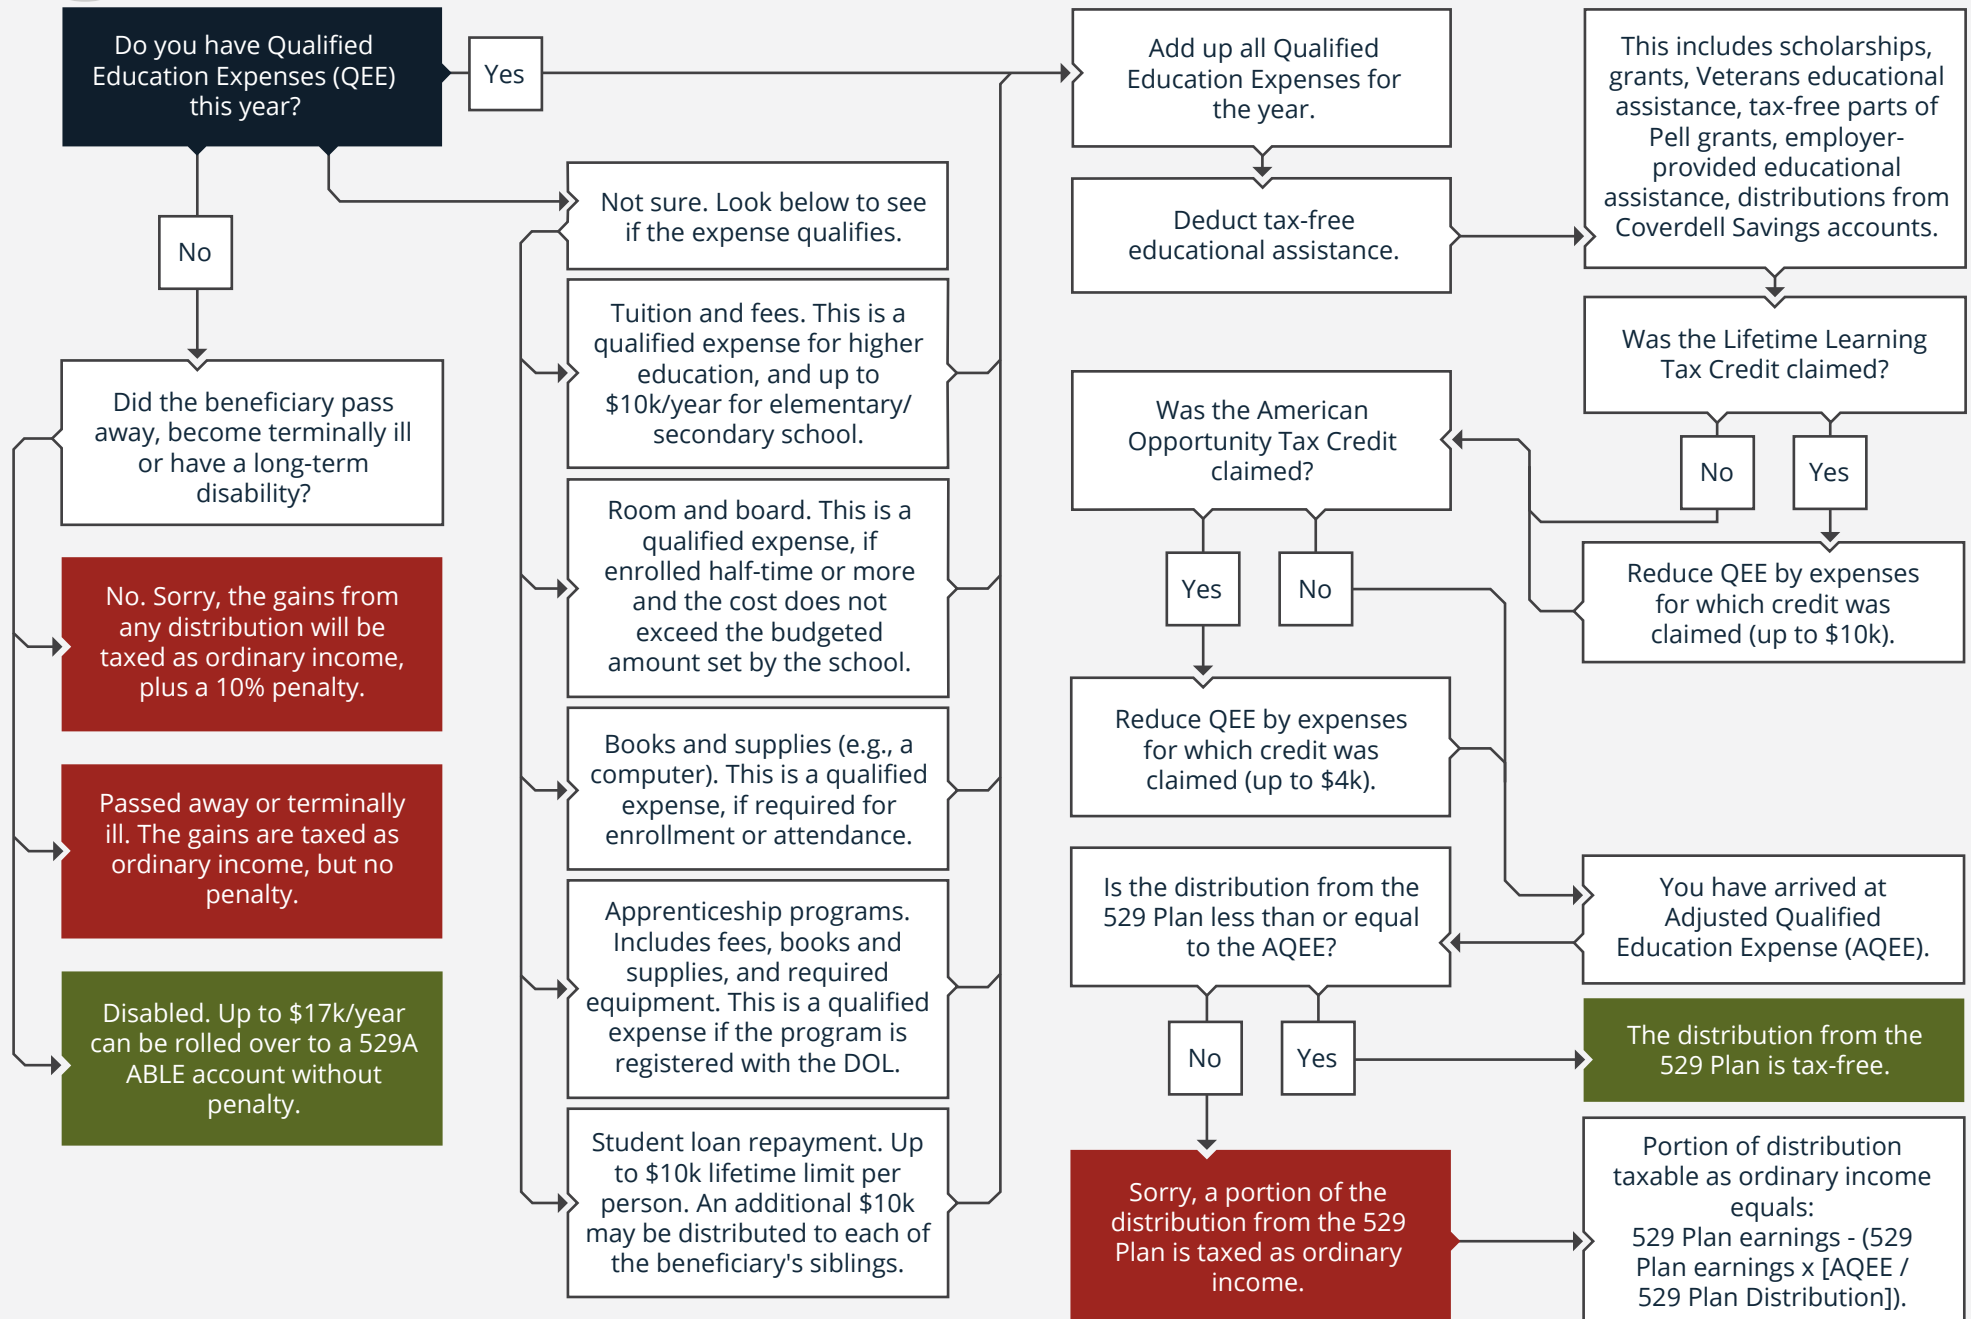 Do you have Qualified
Education Expenses (QEE)
this year?
Yes
No
Did the beneficiary pass
away, become terminally ill
or have a long-term
disability?
No. Sorry, the gains from
any distribution will be
taxed as ordinary income,
plus a 10% penalty.
Passed away or terminally
ill. The gains are taxed as
ordinary income, but no
penalty.
Disabled. Up to $17k/year
can be rolled over to a 529A
ABLE account without
penalty.
Not sure. Look below to see
if the expense qualifies.
Tuition and fees. This is a
qualified expense for higher
education, and up to
$10k/year for elementary/
secondary school.
Room and board. This is a
qualified expense, if
enrolled half-time or more
and the cost does not
exceed the budgeted
amount set by the school.
Books and supplies (e.g., a
computer). This is a qualified
expense, if required for
enrollment or attendance.
Apprenticeship programs.
Includes fees, books and
supplies, and required
equipment. This is a qualified
expense if the program is
registered with the DOL.
Student loan repayment. Up
to $10k lifetime limit per
person. An additional $10k
may be distributed to each of
the beneficiary's siblings.
Add up all Qualified
Education Expenses for
the year.
Deduct tax-free
educational assistance.
This includes scholarships,
grants, Veterans educational
assistance, tax-free parts of
Pell grants, employer-
provided educational
assistance, distributions from
Coverdell Savings accounts.
Was the Lifetime Learning
Tax Credit claimed?
No
Yes
Reduce QEE by expenses
for which credit was
claimed (up to $10k).
Was the American
Opportunity Tax Credit
claimed?
Yes
No
Reduce QEE by expenses
for which credit was
claimed (up to $4k).
You have arrived at
Adjusted Qualified
Education Expense (AQEE).
Is the distribution from the
529 Plan less than or equal
to the AQEE?
No
Yes
The distribution from the
529 Plan is tax-free.
Sorry, a portion of the
distribution from the 529
Plan is taxed as ordinary
income.
Portion of distribution
taxable as ordinary income
equals:
529 Plan earnings - (529
Plan earnings x [AQEE /
529 Plan Distribution]).